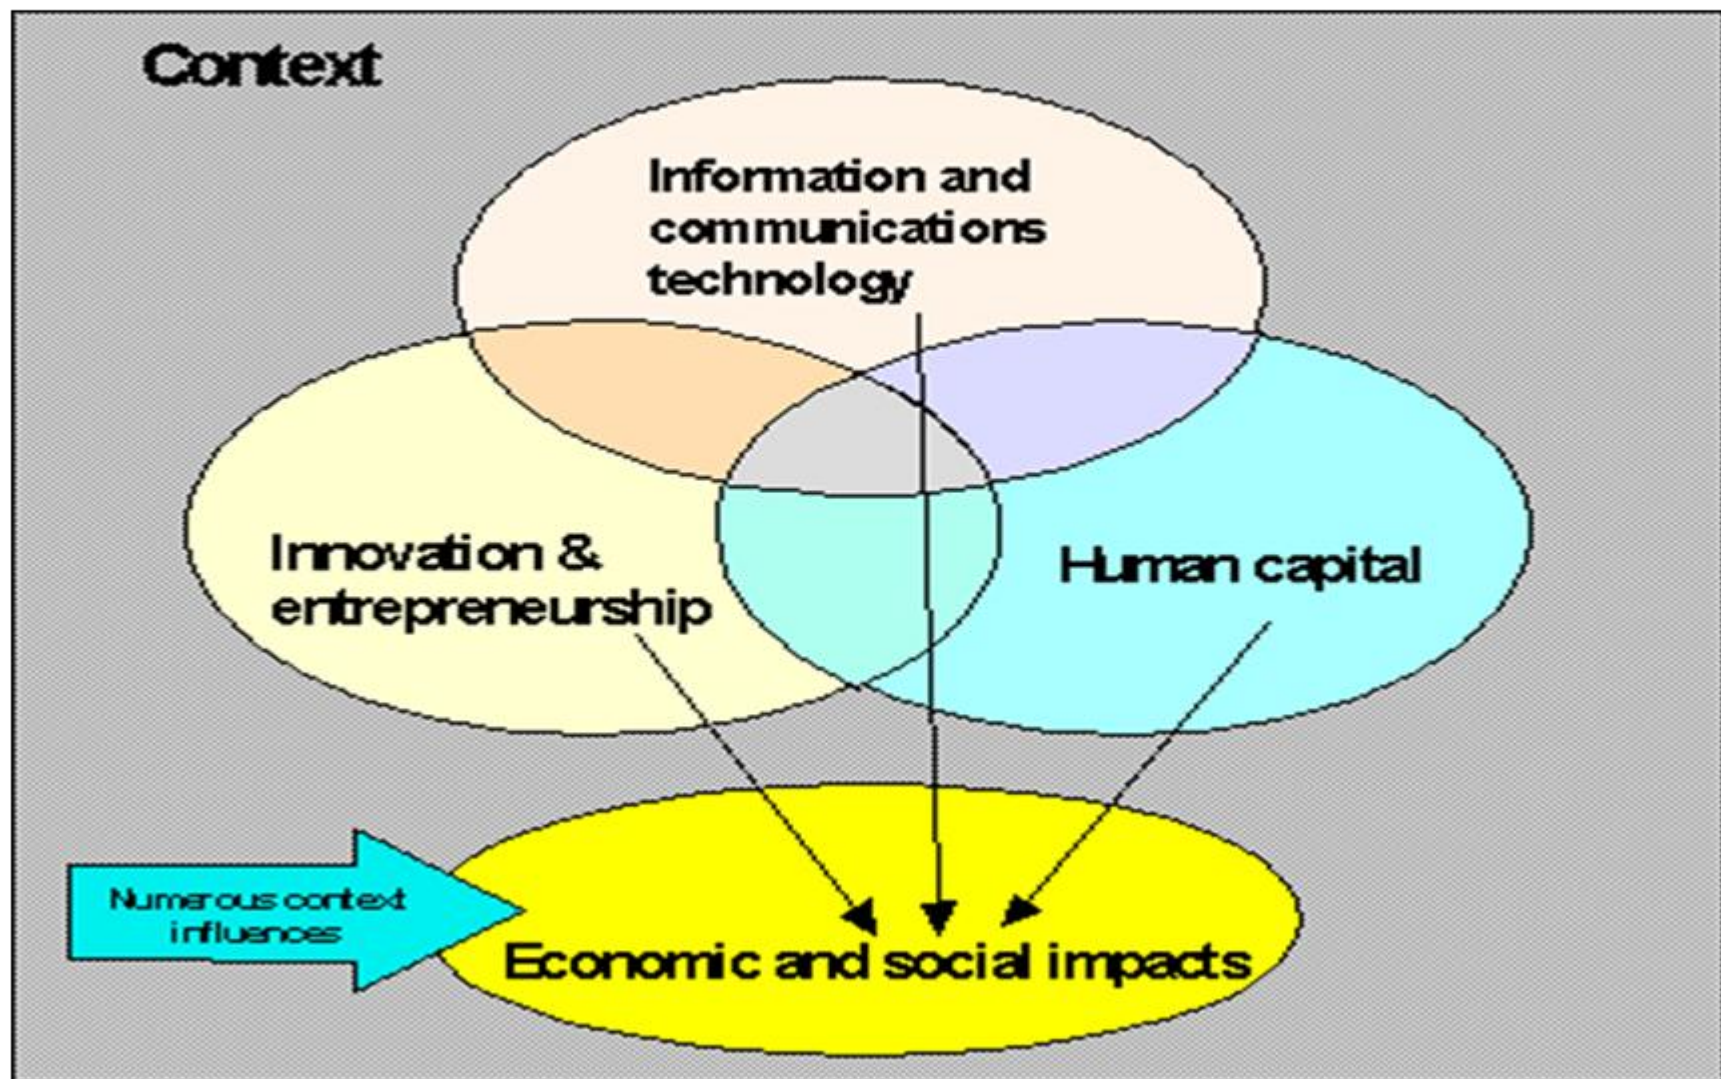 Context
Information and
communications
technology
Innovation &
entrepreneurship
Human capital
Numerous context
influences
Economic and social impacts